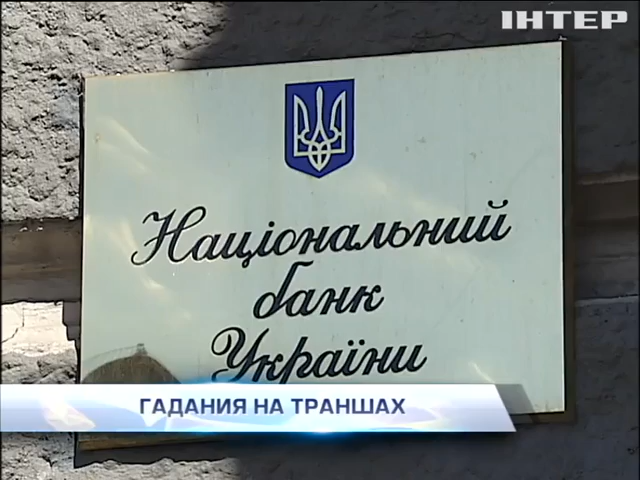 ІНТЕР
Національний
банк
України
ГАДАНИЯ НА ТРАНШАХ